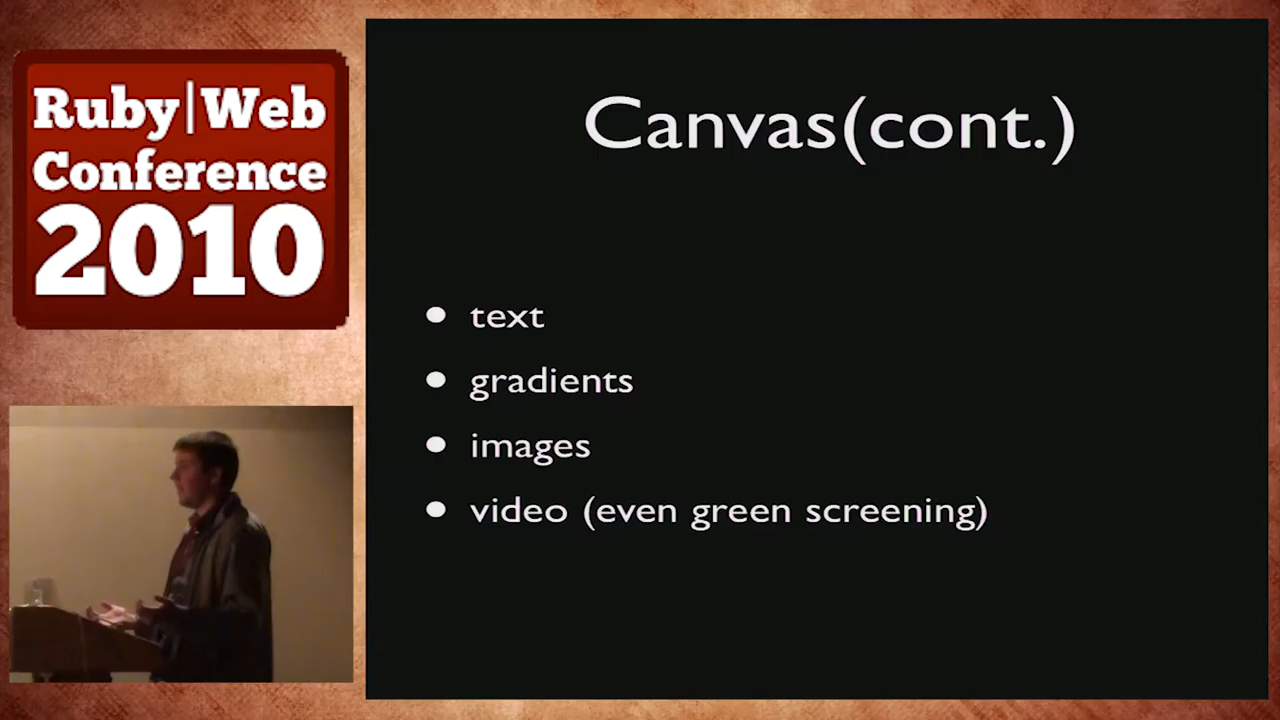 Ruby|Web
Conference
2010
Canvas(cont.)
• text
• gradients
• images
• video (even green screening)